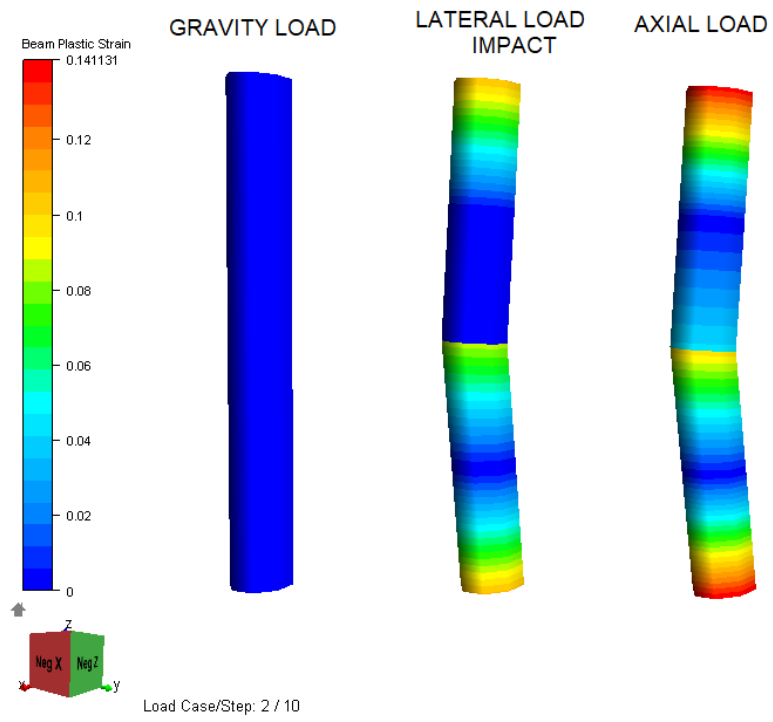 GRAVITY LOAD
LATERAL LOAD
IMPACT
AXIAL LOAD
Beam Plastic Strain
0.141131
0.12
0.1
0.08
0.06
0.04
0.02
0
z
Neg X
Neg Z
x
y
Load Case/Step: 2 / 10